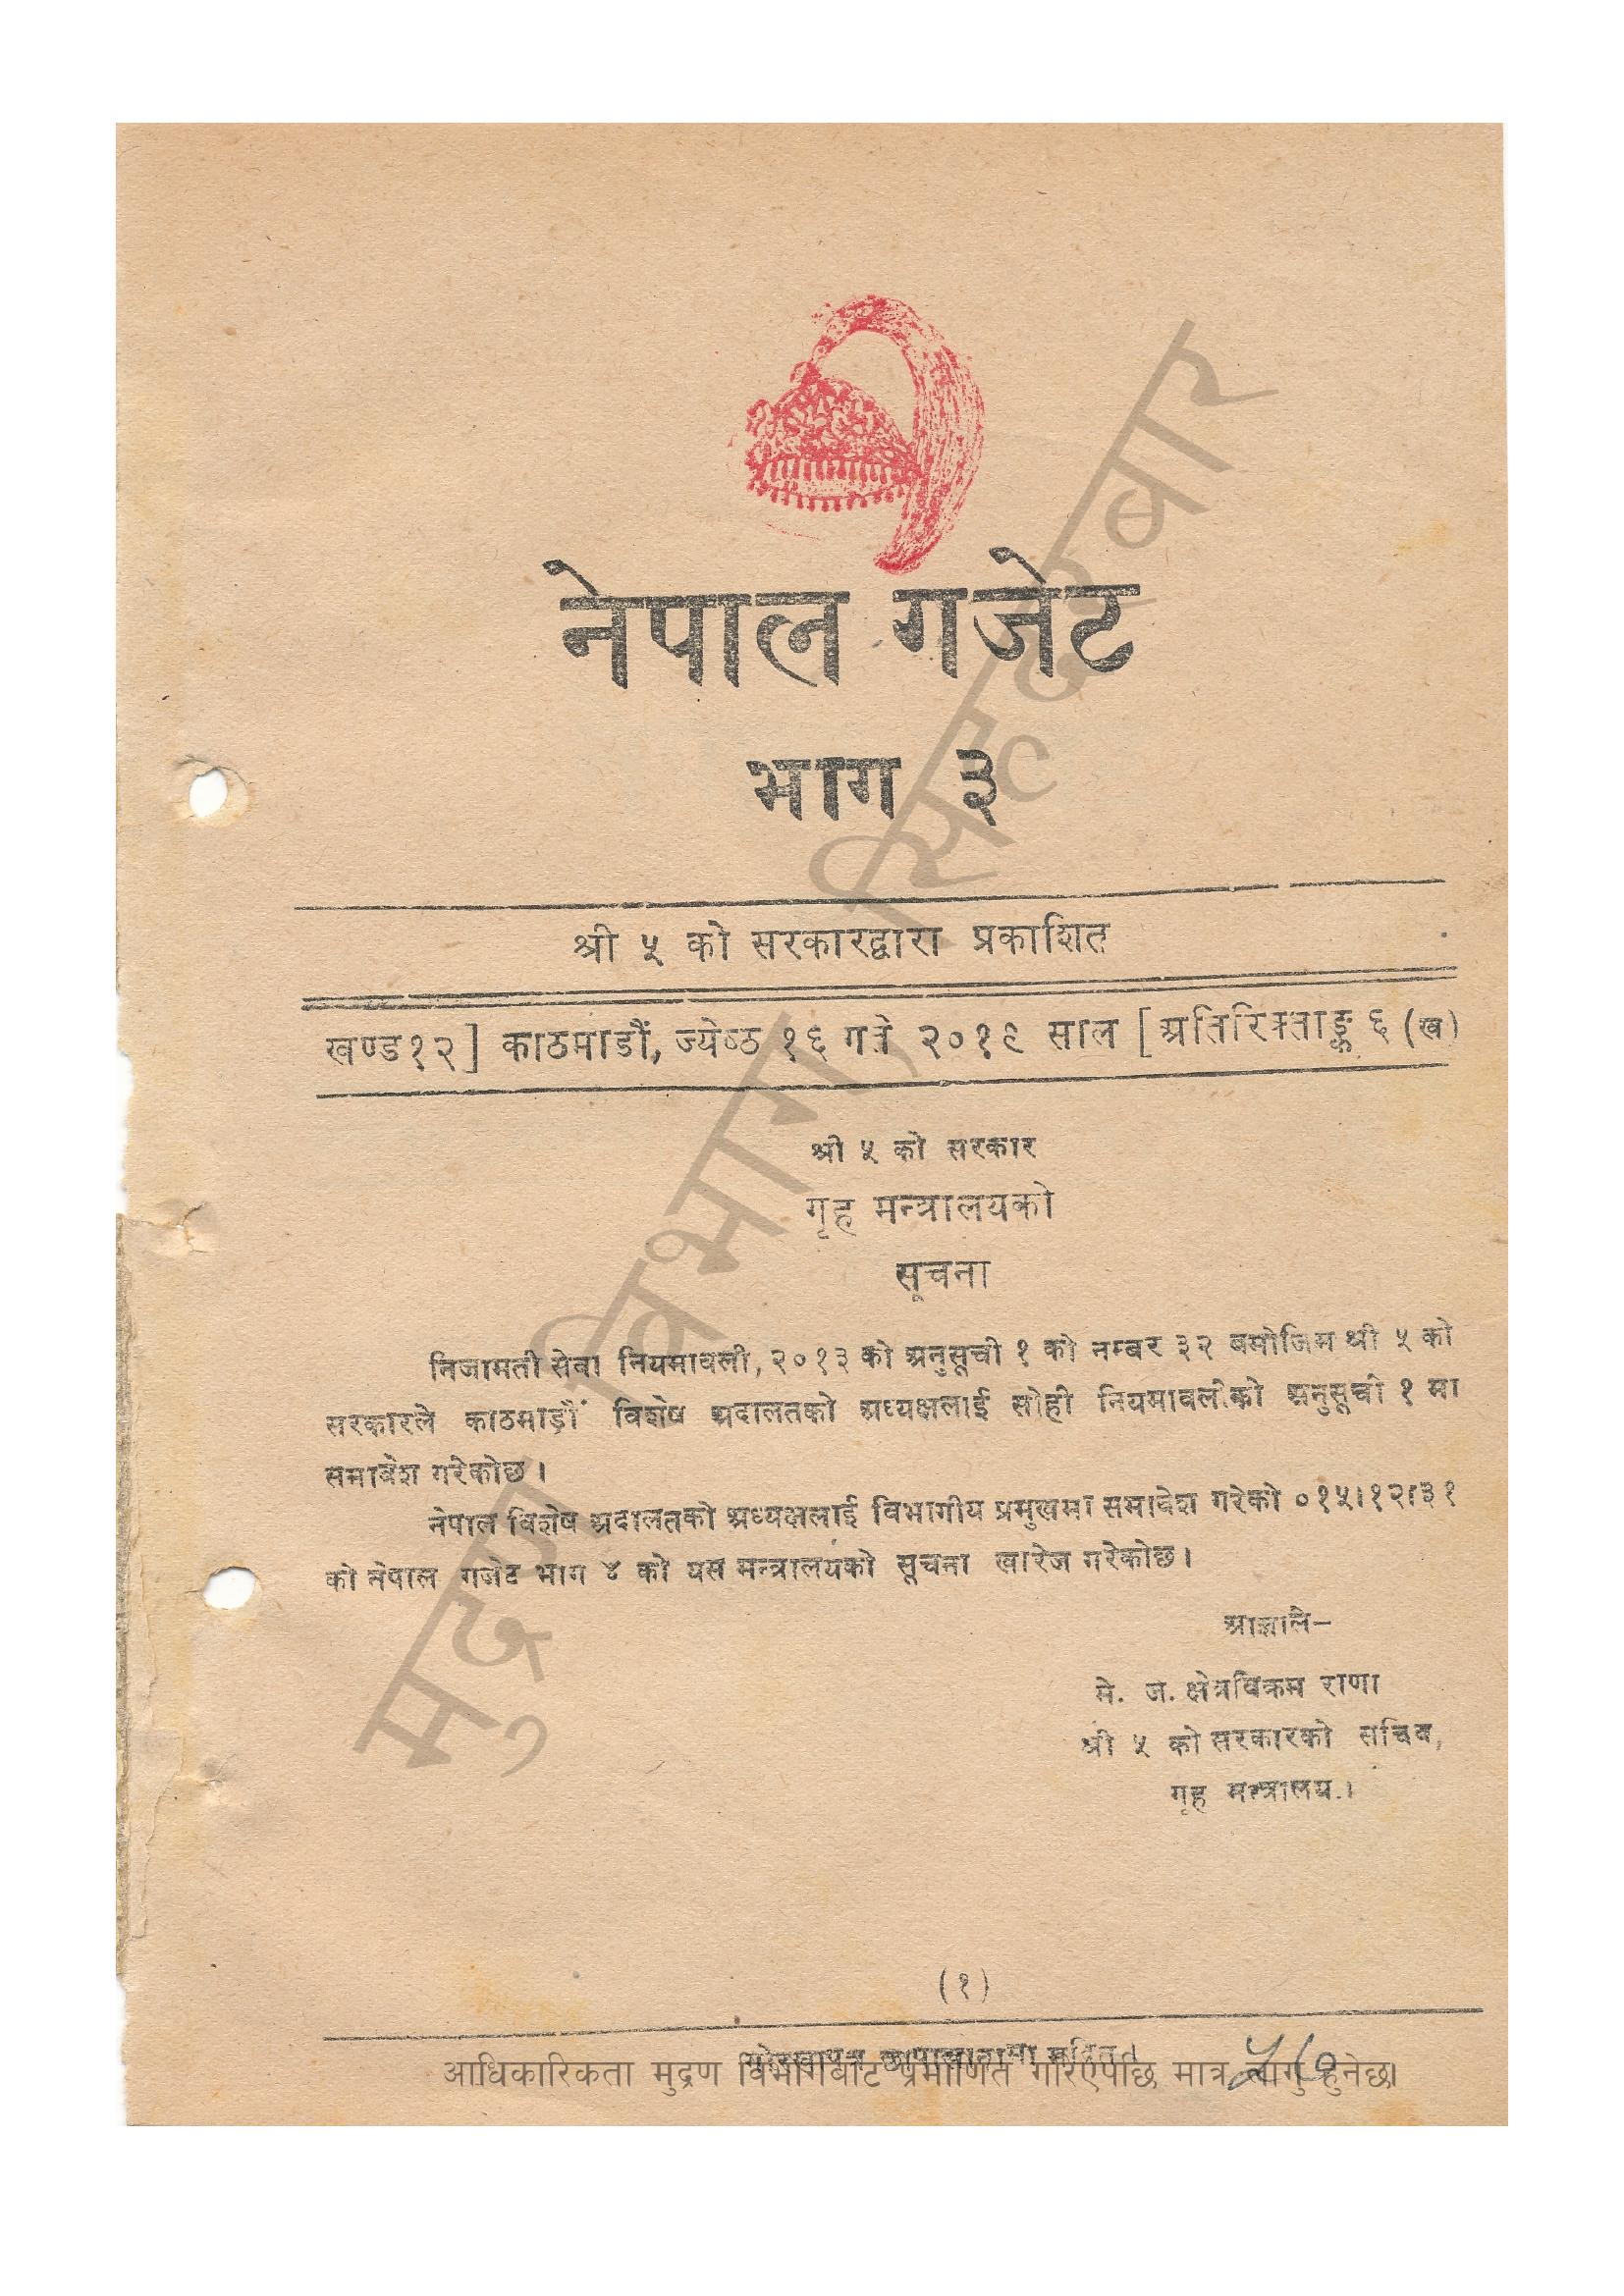 नेपाल गजेट
भाग ३
श्री ५ को सरकारद्वारा प्रकाशित
खण्ड१२] काठमाडौं, ज्येष्ठ १६ गते २०१९ साल [अतिरिक्ताङ्क ६ (ख)
श्री ५ को सरकार
गृह मन्त्रालयको
सूचना
निजामती सेवा नियमावली, २०१३ को अनुसूची १ को नम्बर ३२ बमोजिम श्री ५ को
सरकारले काठमाडौं विशेष अदालतको अध्यक्षलाई सोही नियमावलीको अनुसूची १ मा
समावेश गरेकोछ ।
नेपाल विशेष अदालतको अध्यक्षलाई विभागीय प्रमुखमा समावेश गरेको ०१५।१२।३१
को नेपाल गजेट भाग ४ को यस मन्त्रालयको सूचना खारेज गरेकोछ ।
आज्ञाले—
मे. ज. क्षेत्रविक्रम राणा
श्री ५ को सरकारको सचिव,
गृह मन्त्रालय ।
(१)
आधिकारिकता मुद्रण विभागबाट प्रमाणित गरिएपछि मात्र लागु हुनेछ।
मुद्रण विभाग, सिंहदरबार